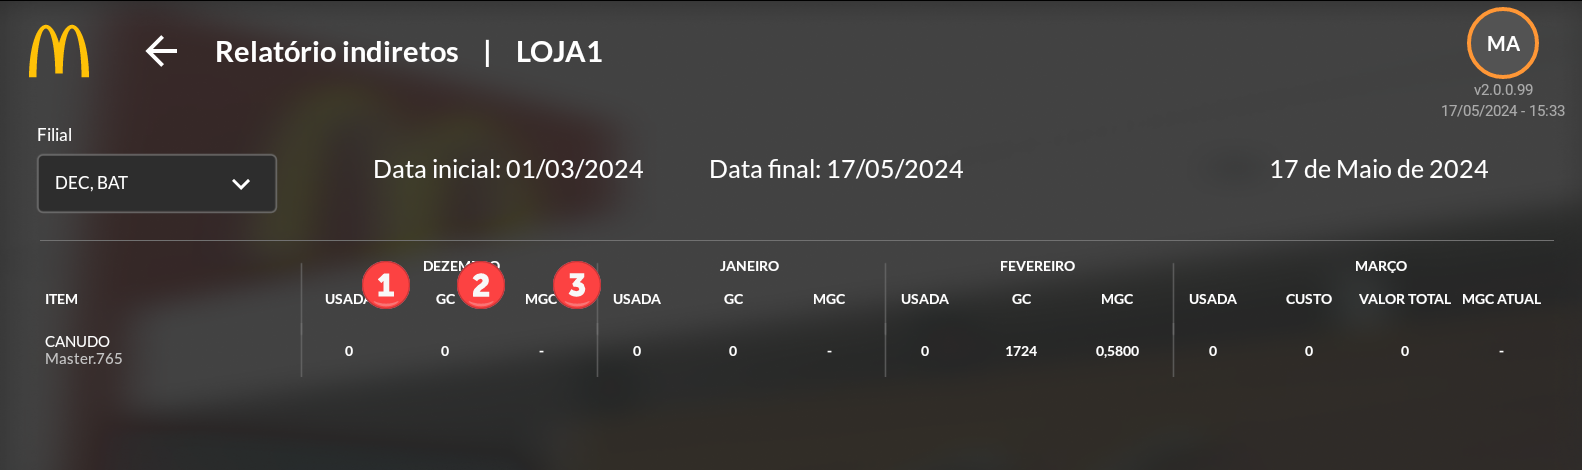 Relatório indiretos | LOJA1
MA
v2.0.0.99
17/05/2024 - 15:33
Filial
DEC, BAT
Data inicial: 01/03/2024
Data final: 17/05/2024
17 de Maio de 2024
JANEIRO FEVEREIRO MARÇO
1 2 3
ITEM GC MGC USADA GC MGC USADA GC MGC USADA CUSTO VALOR TOTAL MGC ATUAL
CANUDO
Master.765
0 0 - 0 0 - 0 1724 0,5800 0 0 0 -